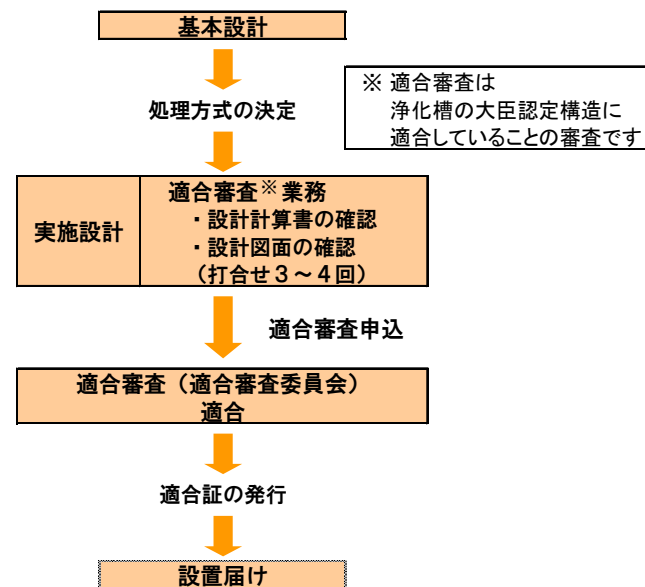 基本設計
処理方式の決定
※ 適合審査は
浄化槽の大臣認定構造に
適合していることの審査です
実施設計
適合審査※業務
・設計計算書の確認
・設計図面の確認
(打合せ3~4回)
適合審査申込
適合審査(適合審査委員会)
適合
適合証の発行
設置届け